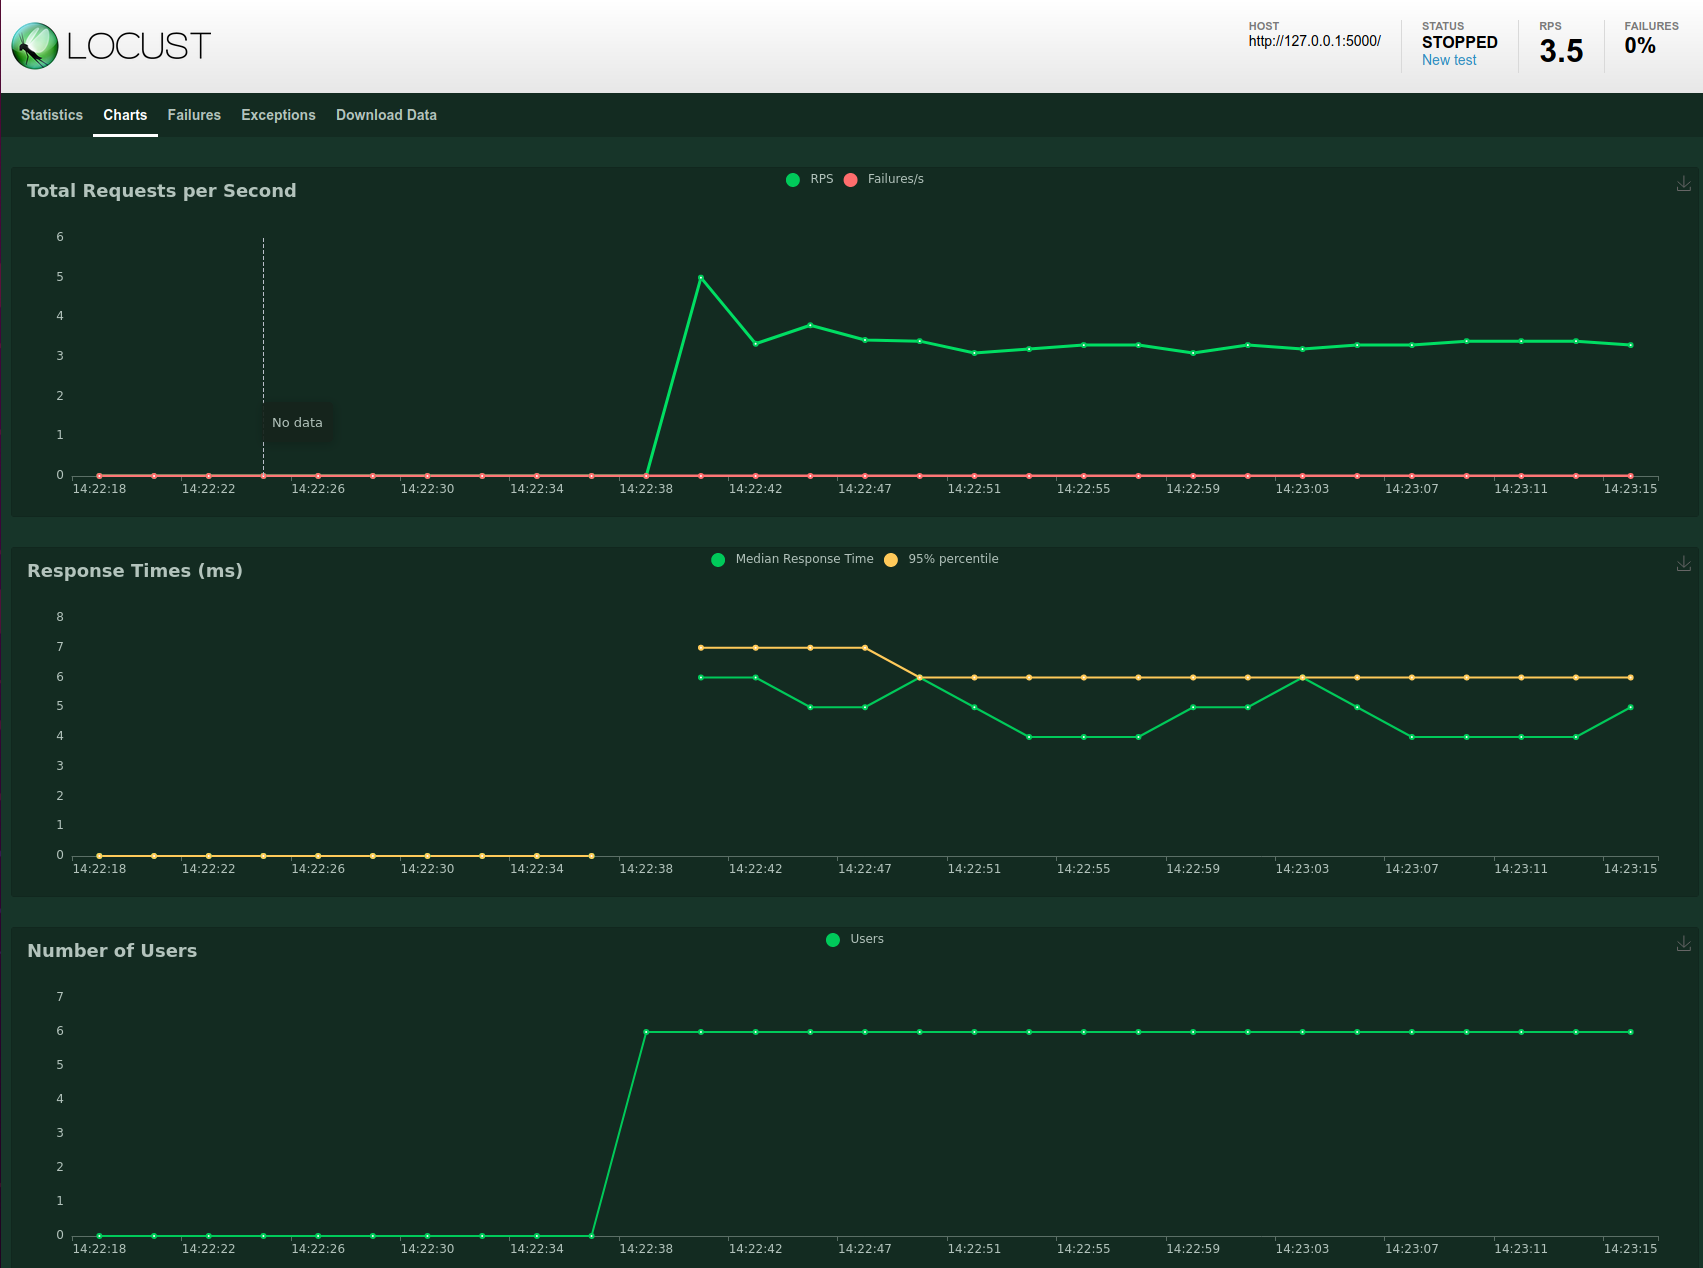 LOCUST
HOST
http://127.0.0.1:5000/
STATUS
STOPPED
New test
RPS
3.5
FAILURES
0%
Statistics Charts Failures Exceptions Download Data
Total Requests per Second
RPS Failures/s
6
5
4
3
2
1
0
No data
14:22:18 14:22:22 14:22:26 14:22:30 14:22:34 14:22:38 14:22:42 14:22:47 14:22:51 14:22:55 14:22:59 14:23:03 14:23:07 14:23:11 14:23:15
Response Times (ms)
Median Response Time 95% percentile
8
7
6
5
4
3
2
1
0
14:22:18 14:22:22 14:22:26 14:22:30 14:22:34 14:22:38 14:22:42 14:22:47 14:22:51 14:22:55 14:22:59 14:23:03 14:23:07 14:23:11 14:23:15
Number of Users
Users
7
6
5
4
3
2
1
0
14:22:18 14:22:22 14:22:26 14:22:30 14:22:34 14:22:38 14:22:42 14:22:47 14:22:51 14:22:55 14:22:59 14:23:03 14:23:07 14:23:11 14:23:15